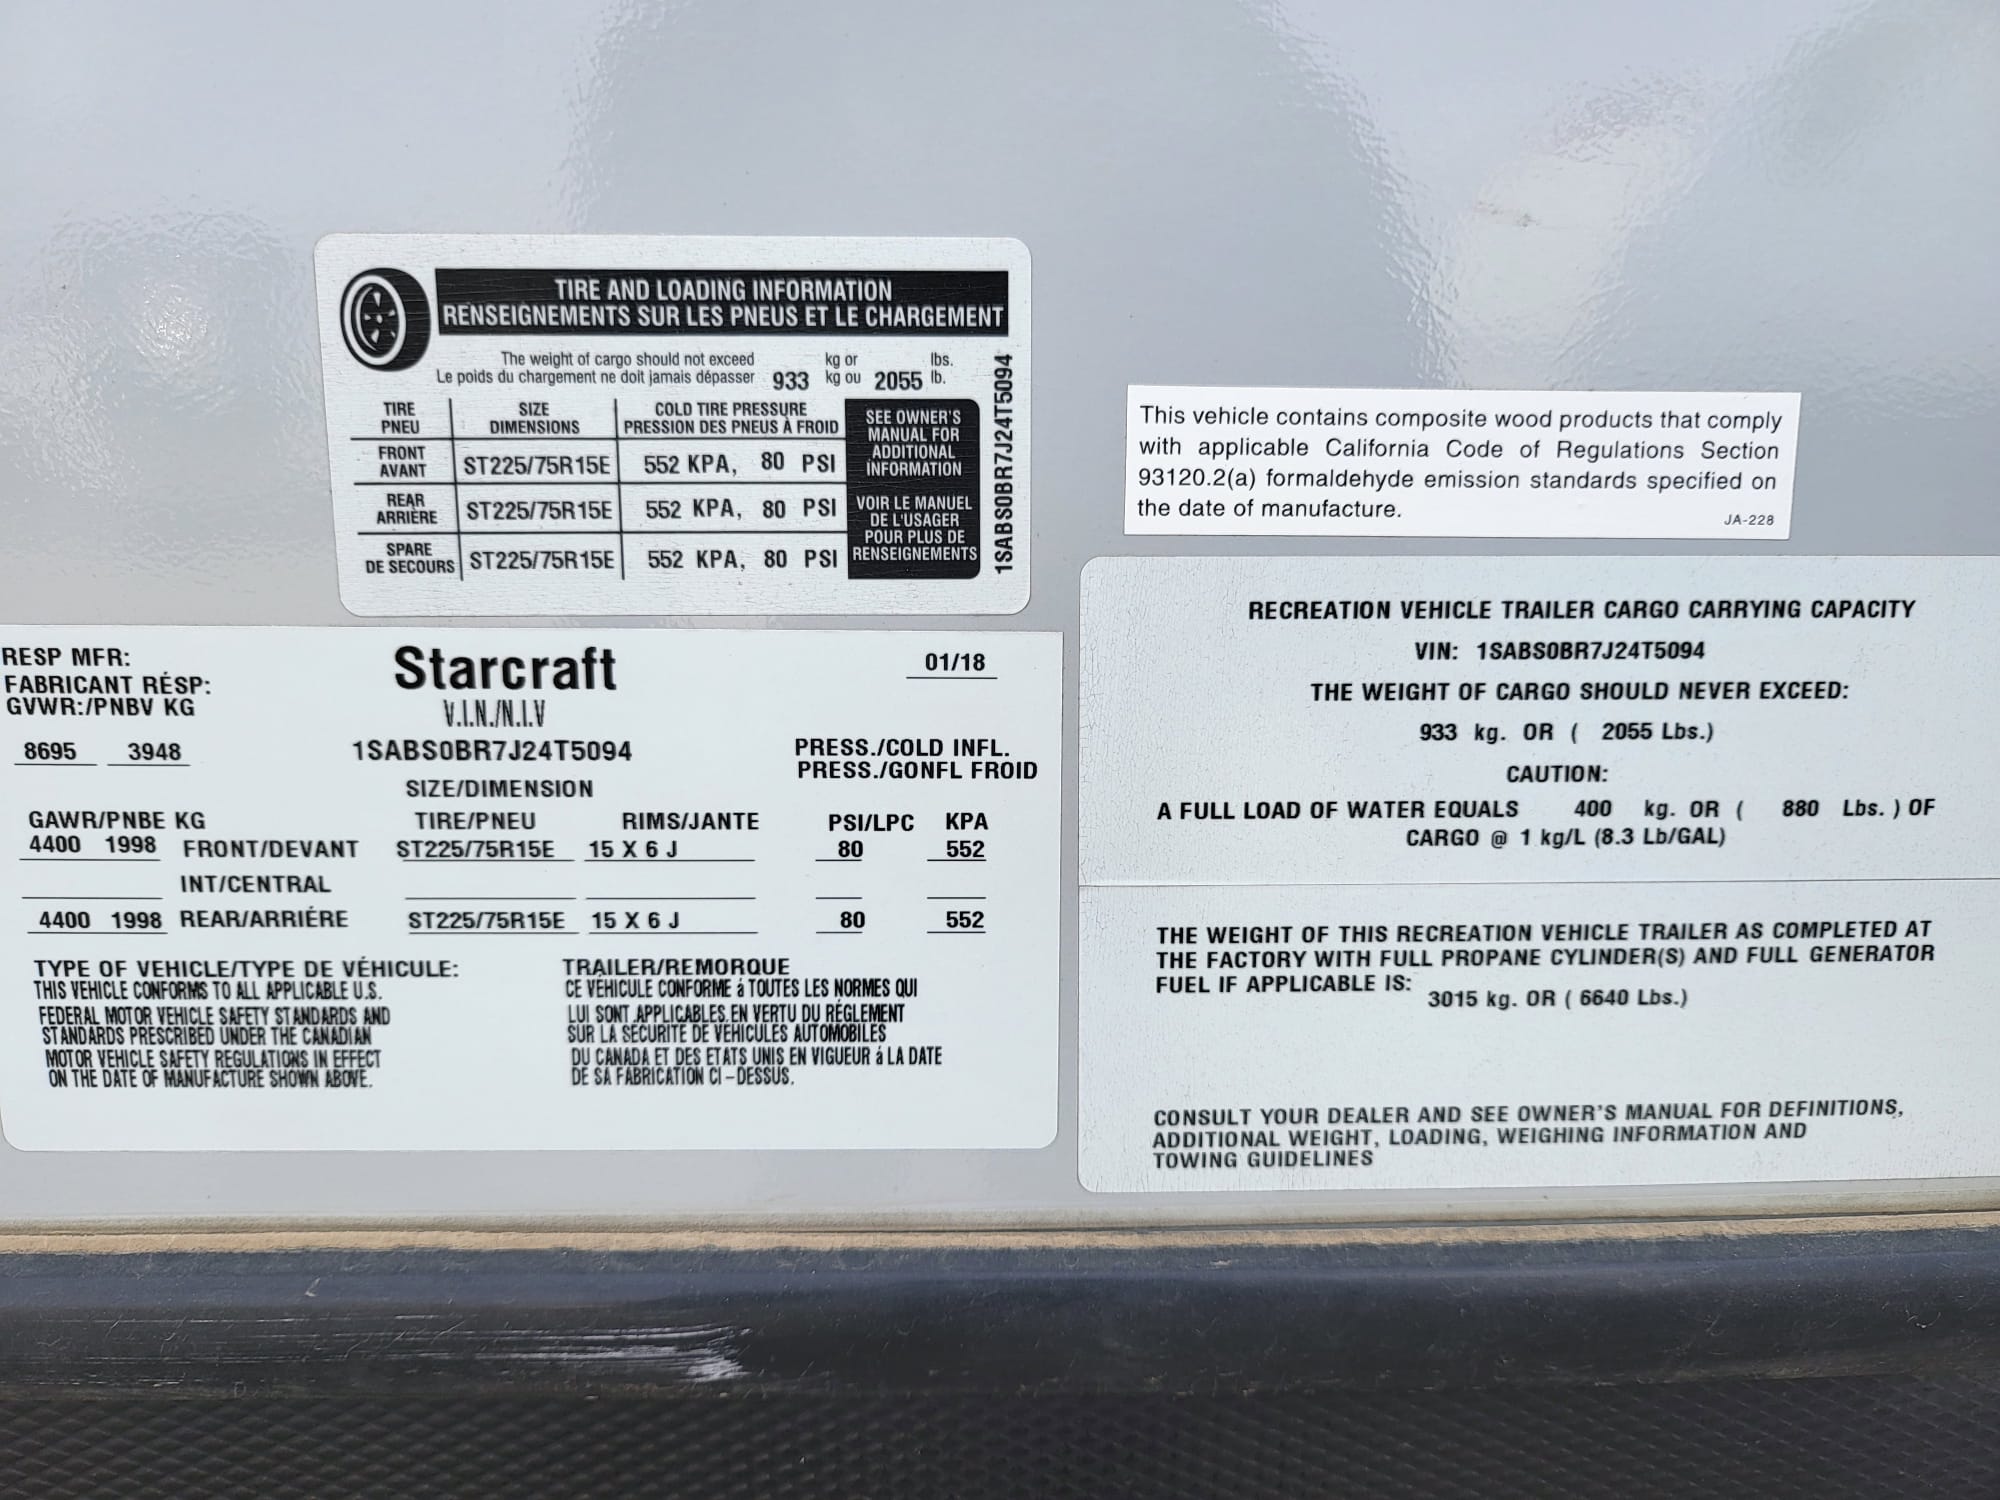 TIRE AND LOADING INFORMATION
RENSEIGNEMENTS SUR LES PNEUS ET LE CHARGEMENT
The weight of cargo should not exceed kg or lbs.
Le poids du chargement ne doit jamais dépasser 933 kg ou 2055 lb.
TIRE SIZE COLD TIRE PRESSURE
PNEU DIMENSIONS PRESSION DES PNEUS À FROID
FRONT
AVANT ST225/75R15E 552 KPA, 80 PSI
REAR
ARRIÈRE ST225/75R15E 552 KPA, 80 PSI
SPARE
DE SECOURS ST225/75R15E 552 KPA, 80 PSI
SEE OWNER'S
MANUAL FOR
ADDITIONAL
INFORMATION
VOIR LE MANUEL
DE L'USAGER
POUR PLUS DE
RENSEIGNEMENTS
1SABS0BR7J24T5094
This vehicle contains composite wood products that comply
with applicable California Code of Regulations Section
93120.2(a) formaldehyde emission standards specified on
the date of manufacture.
JA-228
RESP MFR: Starcraft 01/18
FABRICANT RÉSP:
GVWR:/PNBV KG V.I.N./N.I.V
8695 3948 1SABS0BR7J24T5094 PRESS./COLD INFL.
PRESS./GONFL FROID
SIZE/DIMENSION
GAWR/PNBE KG TIRE/PNEU RIMS/JANTE PSI/LPC KPA
4400 1998 FRONT/DEVANT ST225/75R15E 15 X 6 J 80 552
INT/CENTRAL
4400 1998 REAR/ARRIÉRE ST225/75R15E 15 X 6 J 80 552
TYPE OF VEHICLE/TYPE DE VÉHICULE: TRAILER/REMORQUE
THIS VEHICLE CONFORMS TO ALL APPLICABLE U.S.
FEDERAL MOTOR VEHICLE SAFETY STANDARDS AND
STANDARDS PRESCRIBED UNDER THE CANADIAN
MOTOR VEHICLE SAFETY REGULATIONS IN EFFECT
ON THE DATE OF MANUFACTURE SHOWN ABOVE.
CE VÉHICULE CONFORME á TOUTES LES NORMES QUI
LUI SONT APPLICABLES EN VERTU DU RÉGLEMENT
SUR LA SÉCURITÉ DE VÉHICULES AUTOMOBILES
DU CANADA ET DES ETATS UNIS EN VIGUEUR á LA DATE
DE SA FABRICATION CI-DESSUS.
RECREATION VEHICLE TRAILER CARGO CARRYING CAPACITY
VIN: 1SABS0BR7J24T5094
THE WEIGHT OF CARGO SHOULD NEVER EXCEED:
933 kg. OR ( 2055 Lbs.)
CAUTION:
A FULL LOAD OF WATER EQUALS 400 kg. OR ( 880 Lbs. ) OF
CARGO @ 1 kg/L (8.3 Lb/GAL)
THE WEIGHT OF THIS RECREATION VEHICLE TRAILER AS COMPLETED AT
THE FACTORY WITH FULL PROPANE CYLINDER(S) AND FULL GENERATOR
FUEL IF APPLICABLE IS:
3015 kg. OR ( 6640 Lbs.)
CONSULT YOUR DEALER AND SEE OWNER'S MANUAL FOR DEFINITIONS,
ADDITIONAL WEIGHT, LOADING, WEIGHING INFORMATION AND
TOWING GUIDELINES